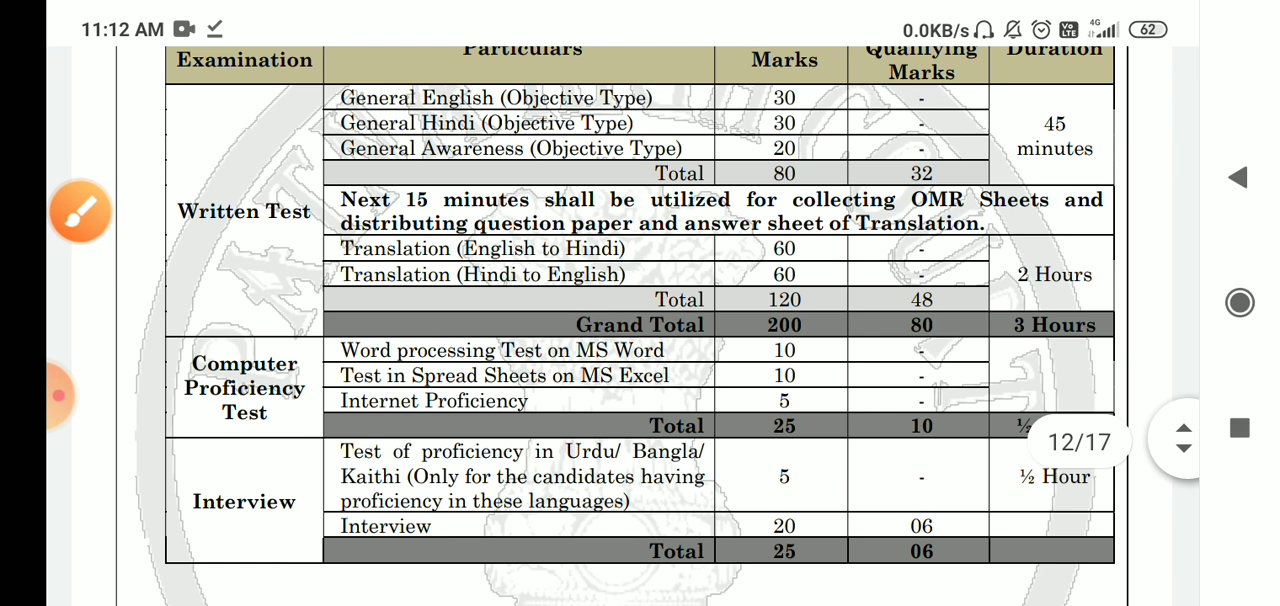 11:12 AM
0.0KB/s
4G
Vo
LTE
62
Examination
Particulars
Marks
Qualifying
Marks
Duration
Written Test
General English (Objective Type)
30
-
45
minutes
General Hindi (Objective Type)
30
-
General Awareness (Objective Type)
20
-
Total
80
32
Next 15 minutes shall be utilized for collecting OMR Sheets and
distributing question paper and answer sheet of Translation.
Translation (English to Hindi)
60
-
2 Hours
Translation (Hindi to English)
60
-
Total
120
48
Grand Total
200
80
3 Hours
Computer
Proficiency
Test
Word processing Test on MS Word
10
-
Test in Spread Sheets on MS Excel
10
-
Internet Proficiency
5
-
Total
25
10
12/17
Interview
Test of proficiency in Urdu/ Bangla/
Kaithi (Only for the candidates having
proficiency in these languages)
5
-
½ Hour
Interview
20
06
Total
25
06